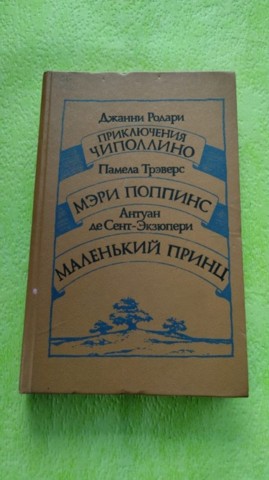 Джанни Родари
ПРИКЛЮЧЕНИЯ
ЧИПОЛЛИНО
Памела Трэверс
МЭРИ ПОППИНС
Антуан
де Сент-Экзюпери
МАЛЕНЬКИЙ ПРИНЦ